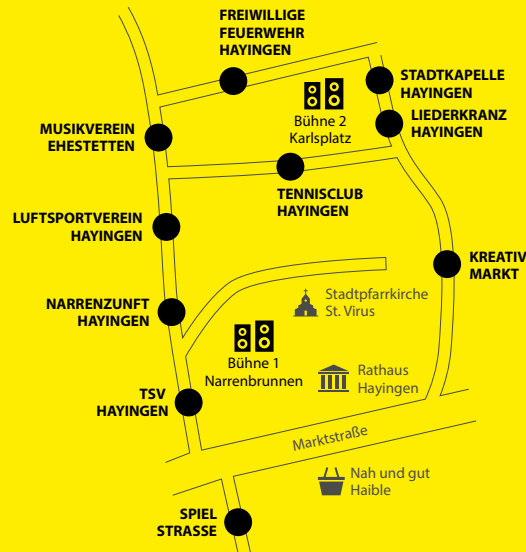 FREIWILLIGE
FEUERWEHR
HAYINGEN
STADTKAPELLE
HAYINGEN
LIEDERKRANZ
HAYINGEN
Bühne 2
Karlsplatz
MUSIKVEREIN
EHESTETTEN
TENNISCLUB
HAYINGEN
LUFTSPORTVEREIN
HAYINGEN
KREATIV
MARKT
Stadtpfarrkirche
St. Virus
NARRENZUNFT
HAYINGEN
Bühne 1
Narrenbrunnen
Rathaus
Hayingen
TSV
HAYINGEN
Marktstraße
Nah und gut
Haible
SPIEL
STRASSE